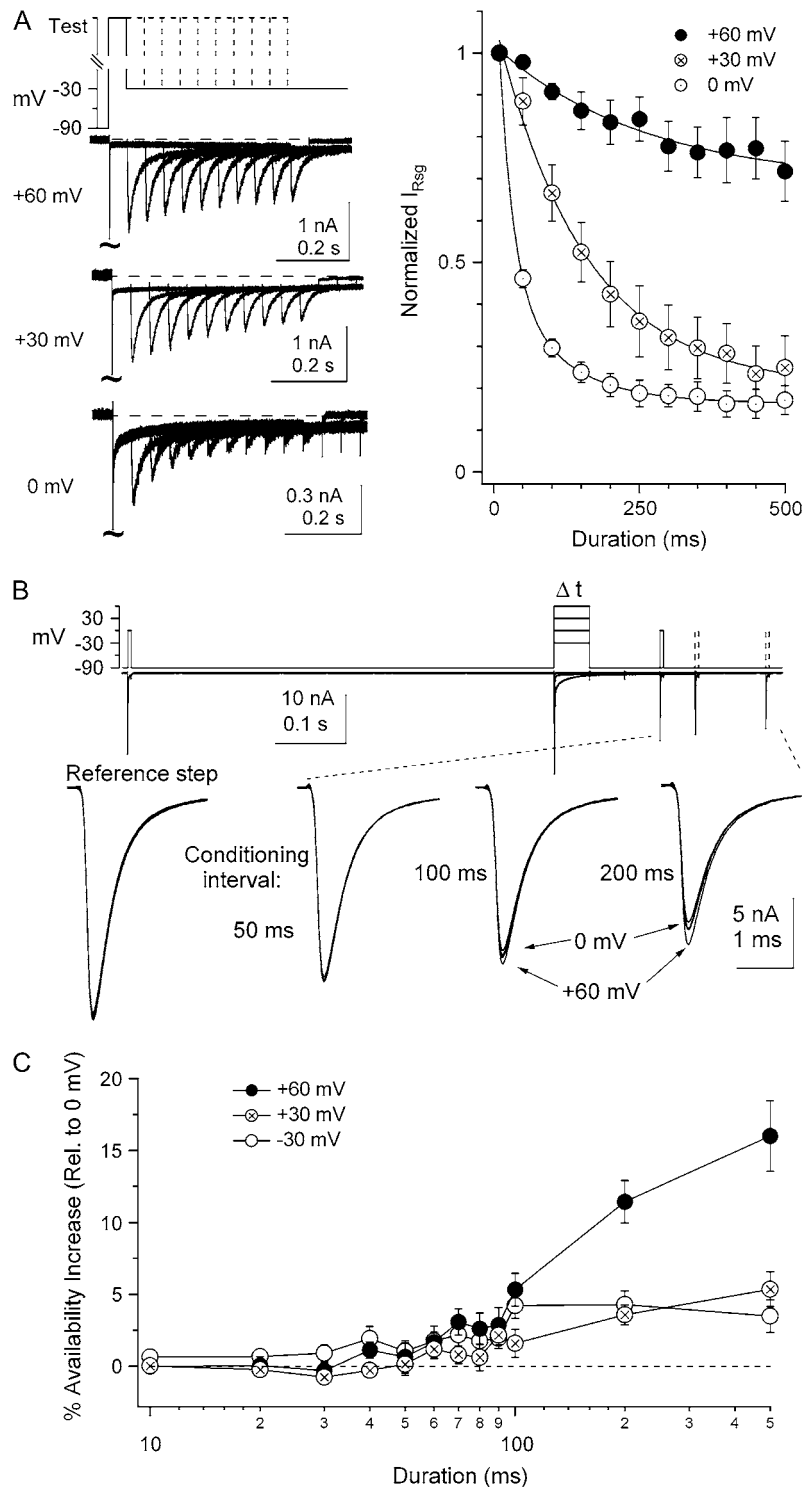 A
Test
mV
-30
-90
+60 mV
1 nA
0.2 s
+30 mV
1 nA
0.2 s
0 mV
0.3 nA
0.2 s
+60 mV
+30 mV
0 mV
Normalized I_Rsg
1
0.5
0
0
250
500
Duration (ms)
B
Δ t
mV
30
-30
-90
10 nA
0.1 s
Reference step
Conditioning
interval:
50 ms
100 ms
200 ms
0 mV
+60 mV
5 nA
1 ms
C
% Availability Increase (Rel. to 0 mV)
20
15
10
5
0
+60 mV
+30 mV
-30 mV
10
2
3
4
5
6
7
8
9
100
2
3
4
5
Duration (ms)